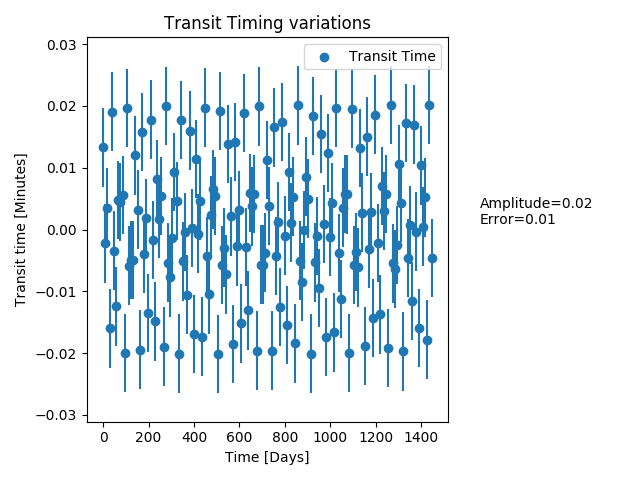 Transit Timing variations
Transit Time
Transit time [Minutes]
0.03
0.02
0.01
0.00
−0.01
−0.02
−0.03
0
200
400
600
800
1000
1200
1400
Time [Days]
Amplitude=0.02
Error=0.01